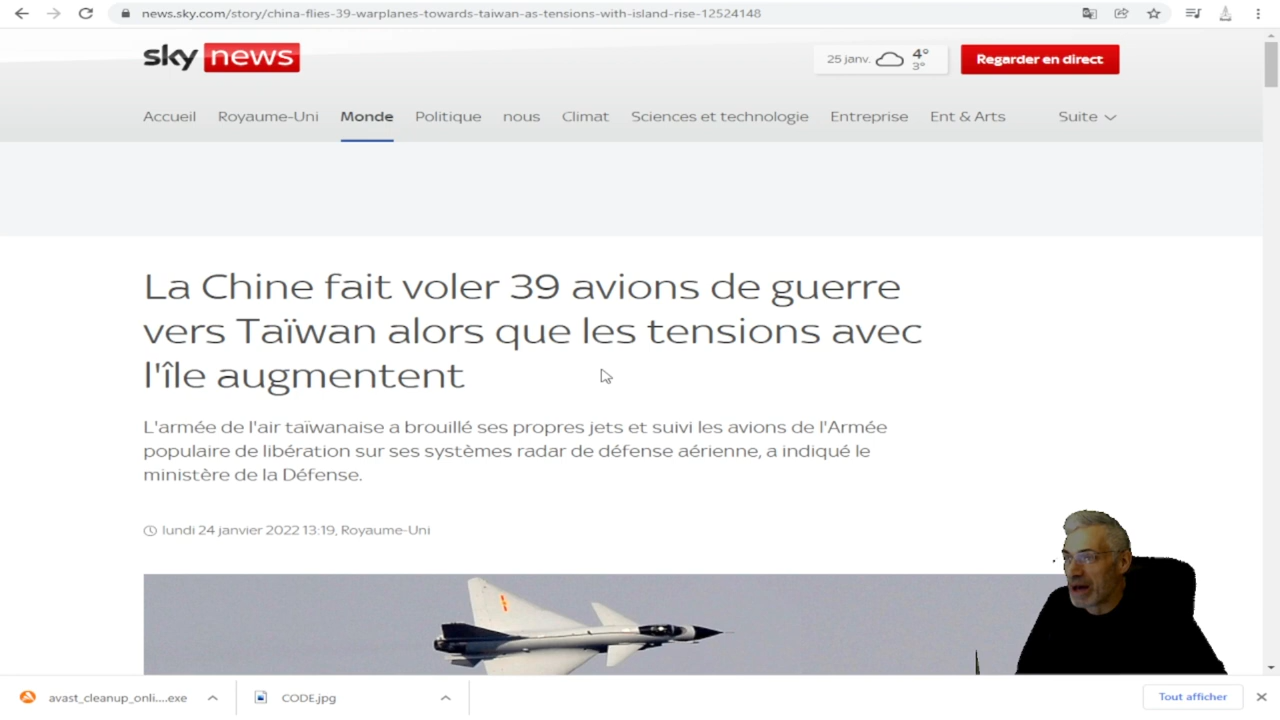 news.sky.com/story/china-flies-39-warplanes-towards-taiwan-as-tensions-with-island-rise-12524148
sky news
25 janv. 4° 3°
Regarder en direct
Accueil Royaume-Uni Monde Politique nous Climat Sciences et technologie Entreprise Ent & Arts Suite
La Chine fait voler 39 avions de guerre
vers Taïwan alors que les tensions avec
l'île augmentent
L'armée de l'air taïwanaise a brouillé ses propres jets et suivi les avions de l'Armée
populaire de libération sur ses systèmes radar de défense aérienne, a indiqué le
ministère de la Défense.
lundi 24 janvier 2022 13:19, Royaume-Uni
avast_cleanup_onli....exe CODE.jpg Tout afficher